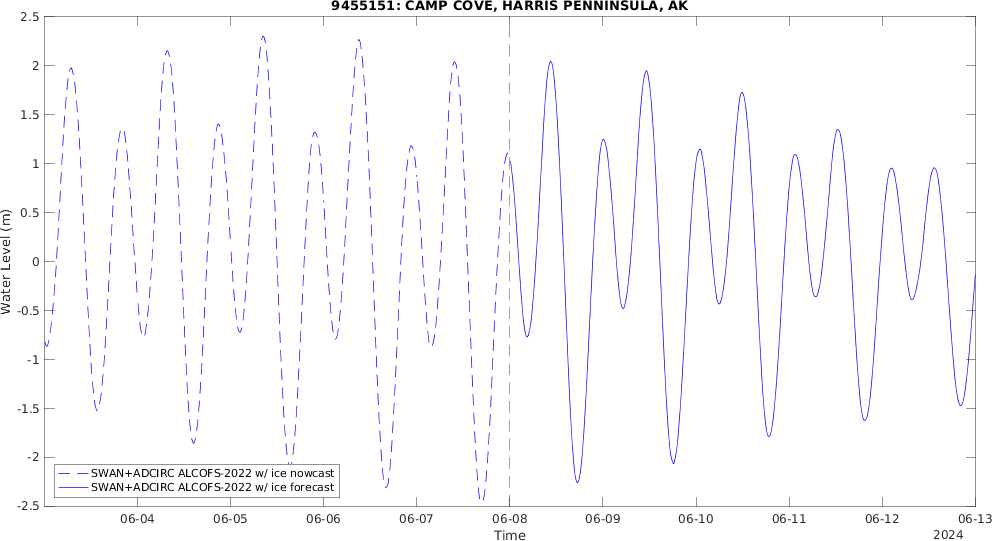 9455151: CAMP COVE, HARRIS PENNINSULA, AK
2.5
2
1.5
1
0.5
0
-0.5
-1
-1.5
-2
-2.5
Water Level (m)
SWAN+ADCIRC ALCOFS-2022 w/ ice nowcast
SWAN+ADCIRC ALCOFS-2022 w/ ice forecast
06-04 06-05 06-06 06-07 06-08 06-09 06-10 06-11 06-12 06-13
Time
2024